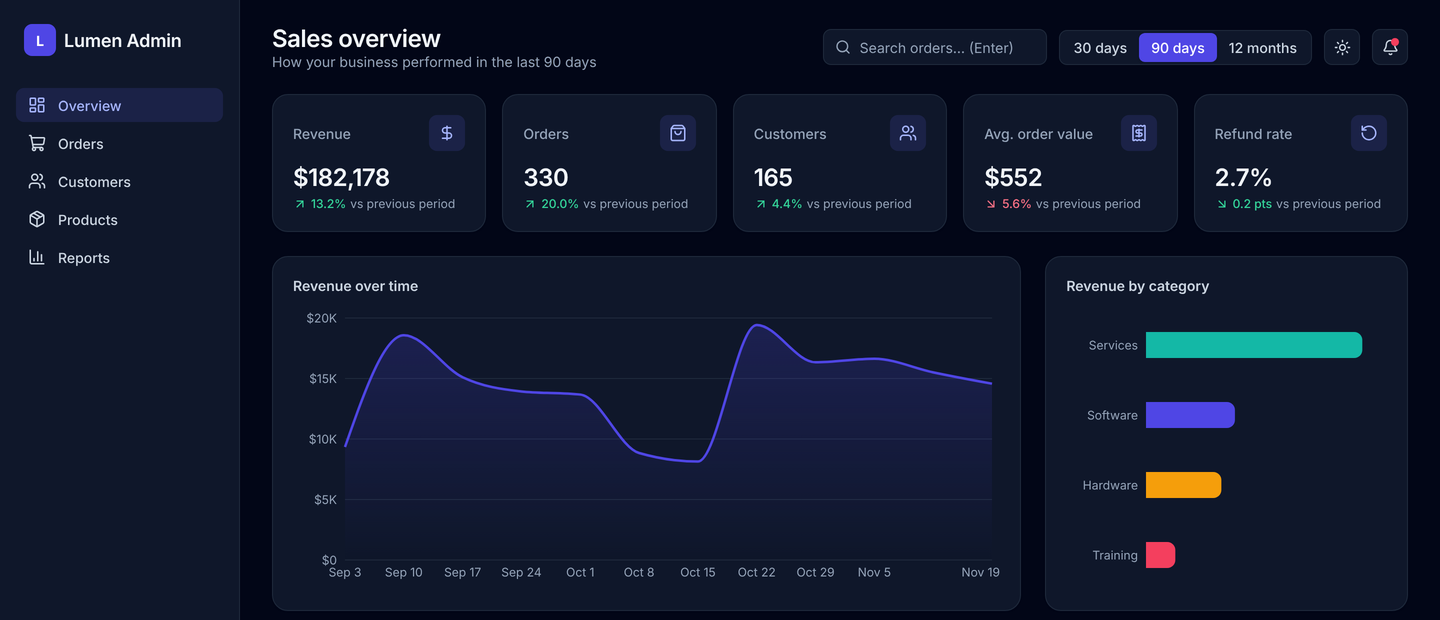 L Lumen Admin
Overview
Orders
Customers
Products
Reports
Sales overview
How your business performed in the last 90 days
Search orders... (Enter)
30 days 90 days 12 months
Revenue
$182,178
13.2% vs previous period
Orders
330
20.0% vs previous period
Customers
165
4.4% vs previous period
Avg. order value
$552
5.6% vs previous period
Refund rate
2.7%
0.2 pts vs previous period
Revenue over time
$20K
$15K
$10K
$5K
$0
Sep 3 Sep 10 Sep 17 Sep 24 Oct 1 Oct 8 Oct 15 Oct 22 Oct 29 Nov 5 Nov 19
Revenue by category
Services
Software
Hardware
Training